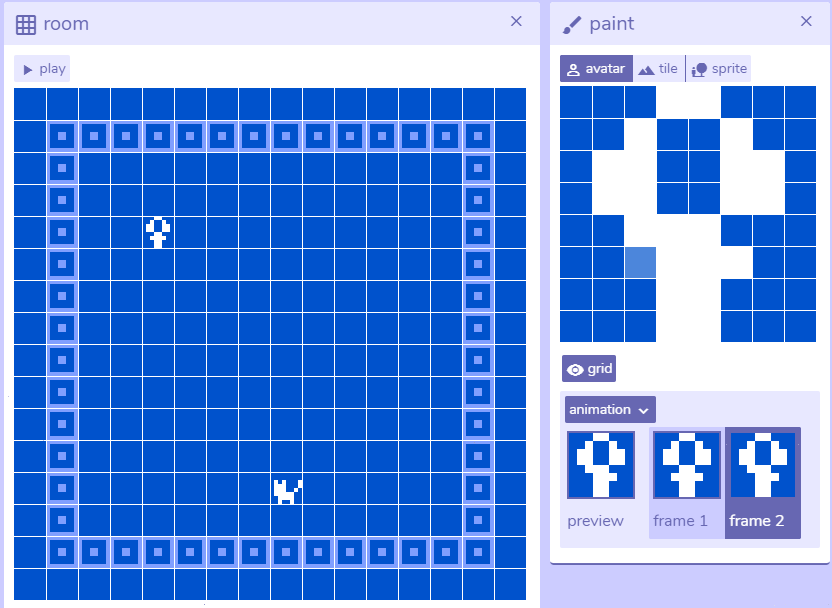 room
play
paint
avatar tile sprite
grid
animation
preview frame 1 frame 2